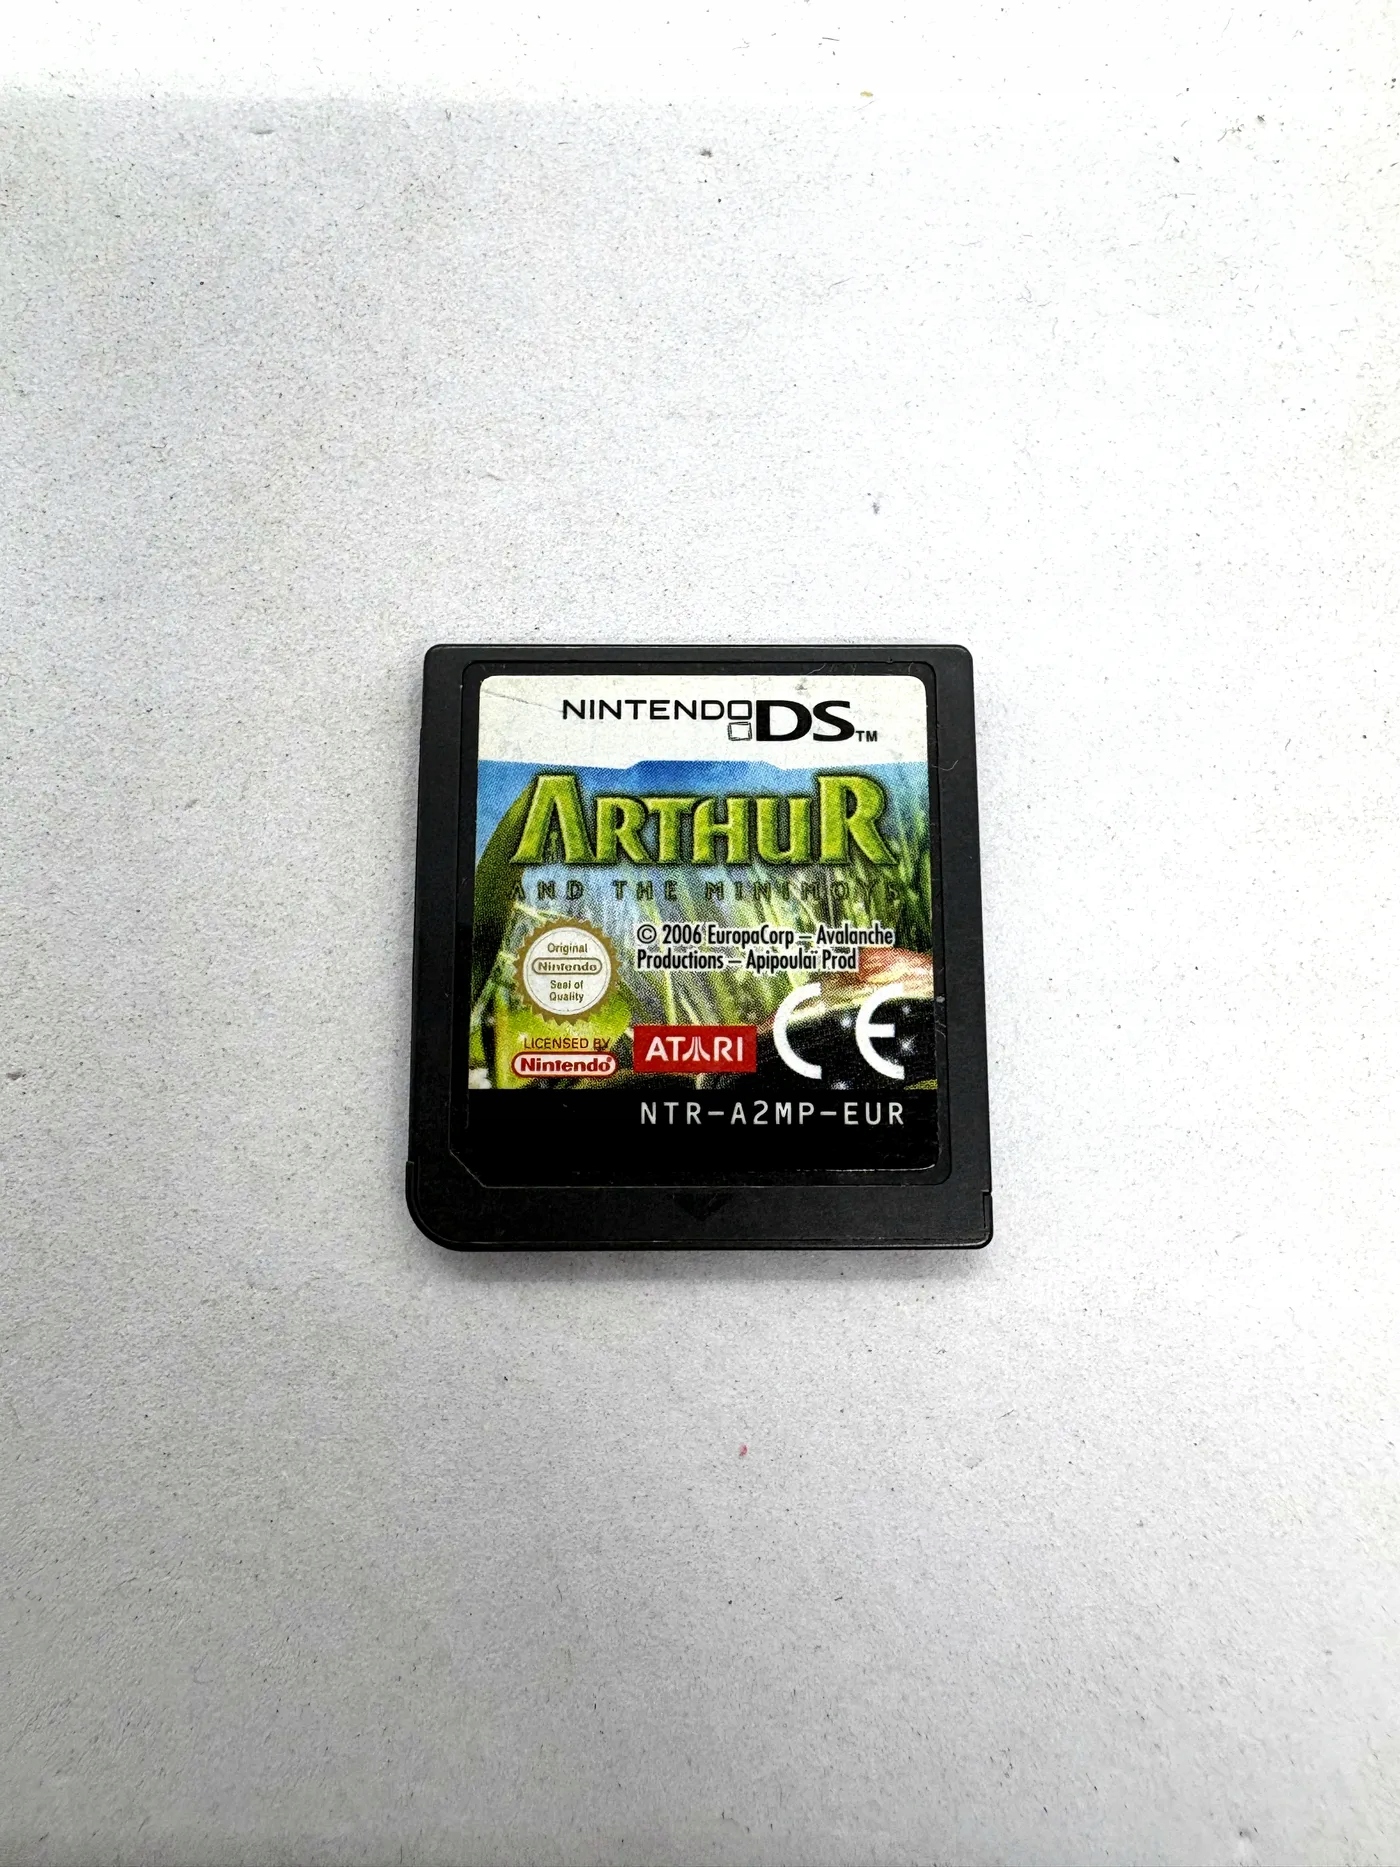 NINTENDO DS™
ARTHUR
AND THE MINIMOYS
© 2006 EuropaCorp – Avalanche
Productions – Apipoulaï Prod
Original
Nintendo
Seal of
Quality
LICENSED BY
Nintendo®
ATARI
CE
NTR-A2MP-EUR